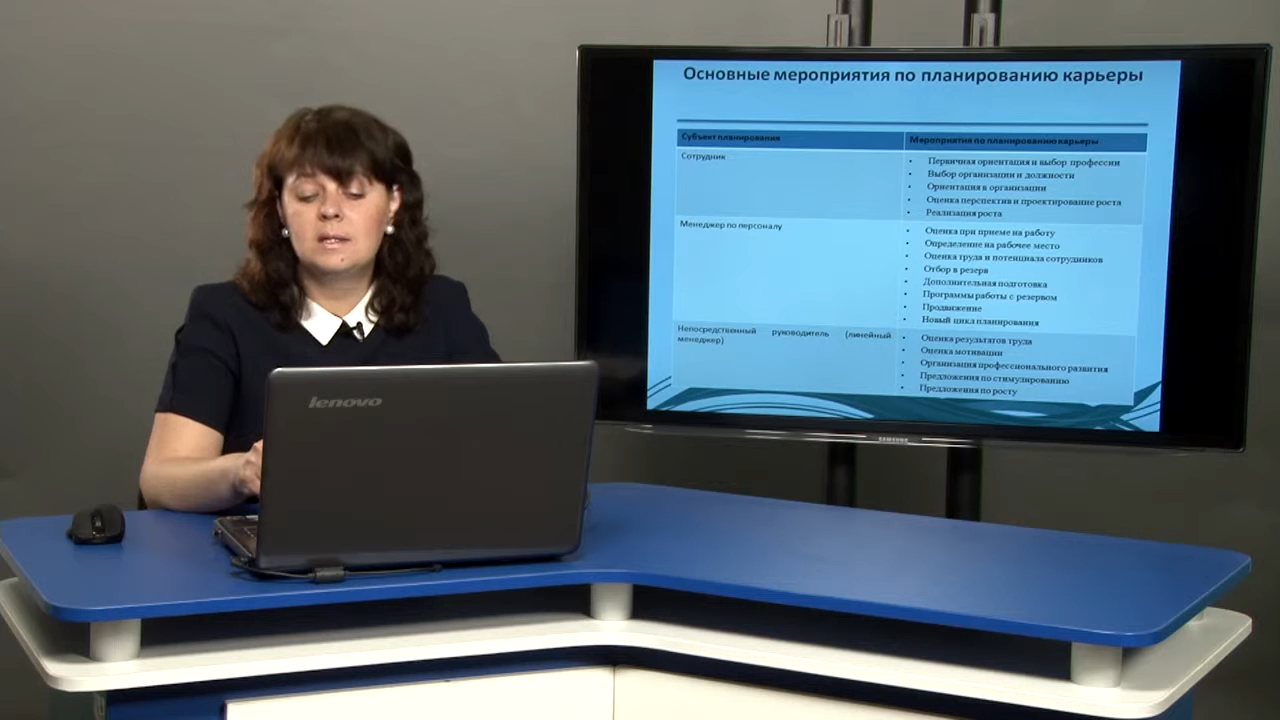 Основные мероприятия по планированию карьеры
Субъект планирования
Мероприятия по планированию карьеры
Сотрудник
• Первичная ориентация и выбор профессии
• Выбор организации и должности
• Ориентация в организации
• Оценка перспектив и проектирование роста
• Реализация роста
Менеджер по персоналу
• Оценка при приеме на работу
• Определение на рабочее место
• Оценка труда и потенциала сотрудников
• Отбор в резерв
• Дополнительная подготовка
• Программы работы с резервом
• Продвижение
• Новый цикл планирования
Непосредственный руководитель (линейный
менеджер)
• Оценка результатов труда
• Оценка мотивации
• Организация профессионального развития
• Предложения по стимулированию
• Предложения по росту
SAMSUNG
lenovo